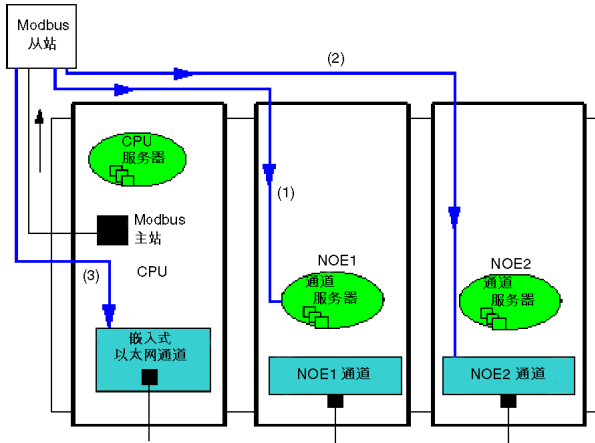 Modbus
从站
(2)
CPU
服务器
(1)
Modbus
主站
(3)
CPU
NOE1
通道
服务器
NOE2
通道
服务器
嵌入式
以太网通道
NOE1 通道
NOE2 通道